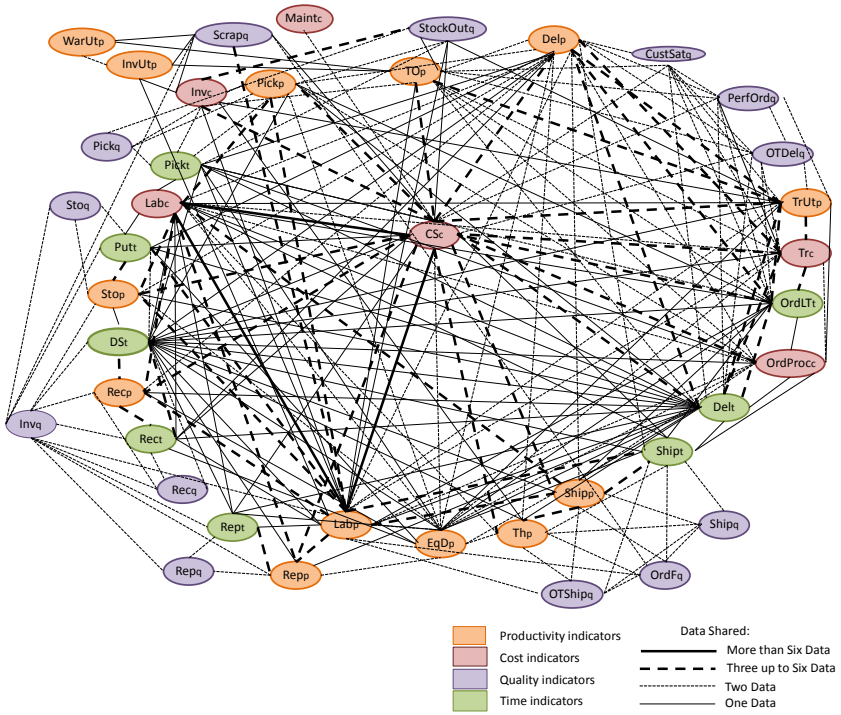 Maintc
WarUtp
Scrapq
StockOutq
Delp
CustSatq
InvUtp
TOp
Invc
Pickp
PerfOrdq
Pickq
OTDelq
Pickt
Stoq
Labc
TrUtp
CSc
Putt
Trc
Stop
OrdLTt
DSt
OrdProcc
Recp
Delt
Invq
Rect
Shipt
Recq
Shipp
Rept
Labp
Thp
Shipq
EqDp
Repq
Repp
OrdFq
OTShipq
Productivity indicators
Cost indicators
Quality indicators
Time indicators
Data Shared:
More than Six Data
Three up to Six Data
Two Data
One Data